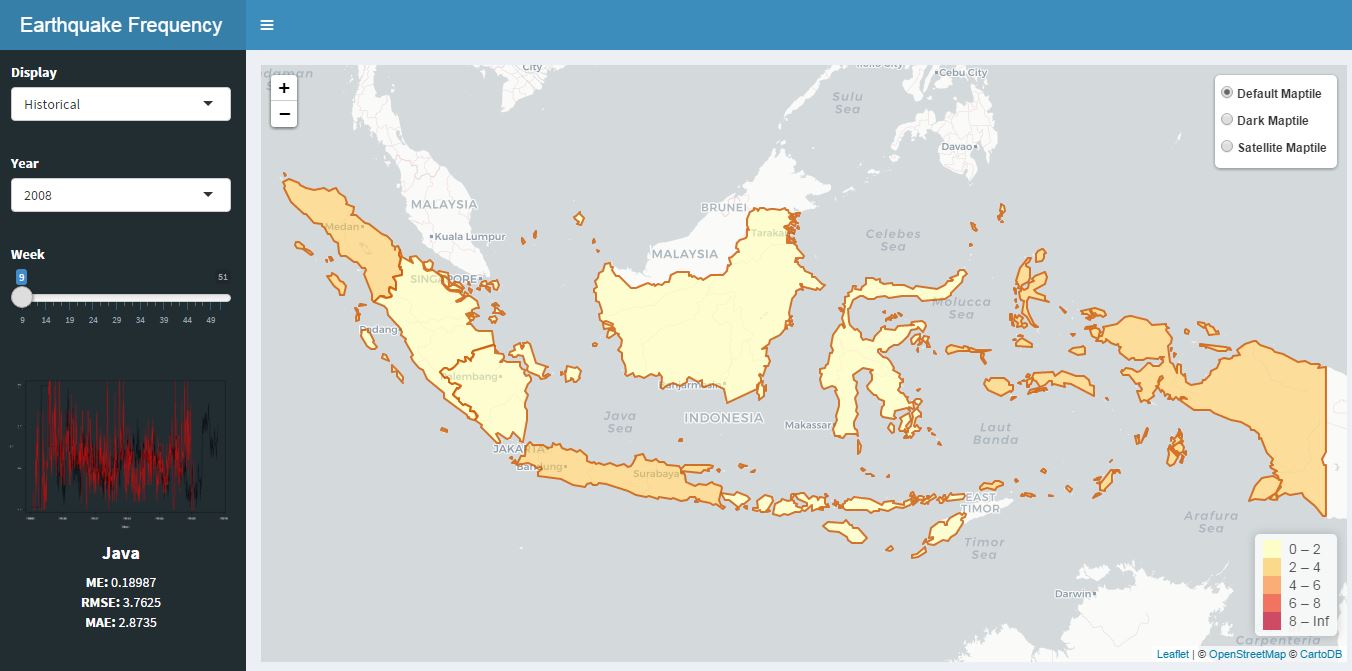 Earthquake Frequency
Display
Historical
Year
2008
Week
9
51
9 14 19 24 29 34 39 44 49
Java
ME: 0.18987
RMSE: 3.7625
MAE: 2.8735
+
−
City
Cebu City
Sulu
Sea
Davao
Default Maptile
Dark Maptile
Satellite Maptile
MALAYSIA
Kuala Lumpur
Medan
SINGAPORE
Padang
BRUNEI
MALAYSIA
Celebes
Sea
Molucca
Sea
Java
Sea
INDONESIA
Makassar
Laut
Banda
JAKARTA
Bandung
Surabaya
EAST
TIMOR
Timor
Sea
Arafura
Sea
Darwin
0 – 2
2 – 4
4 – 6
6 – 8
8 – Inf
Carpenteria
Leaflet | © OpenStreetMap © CartoDB